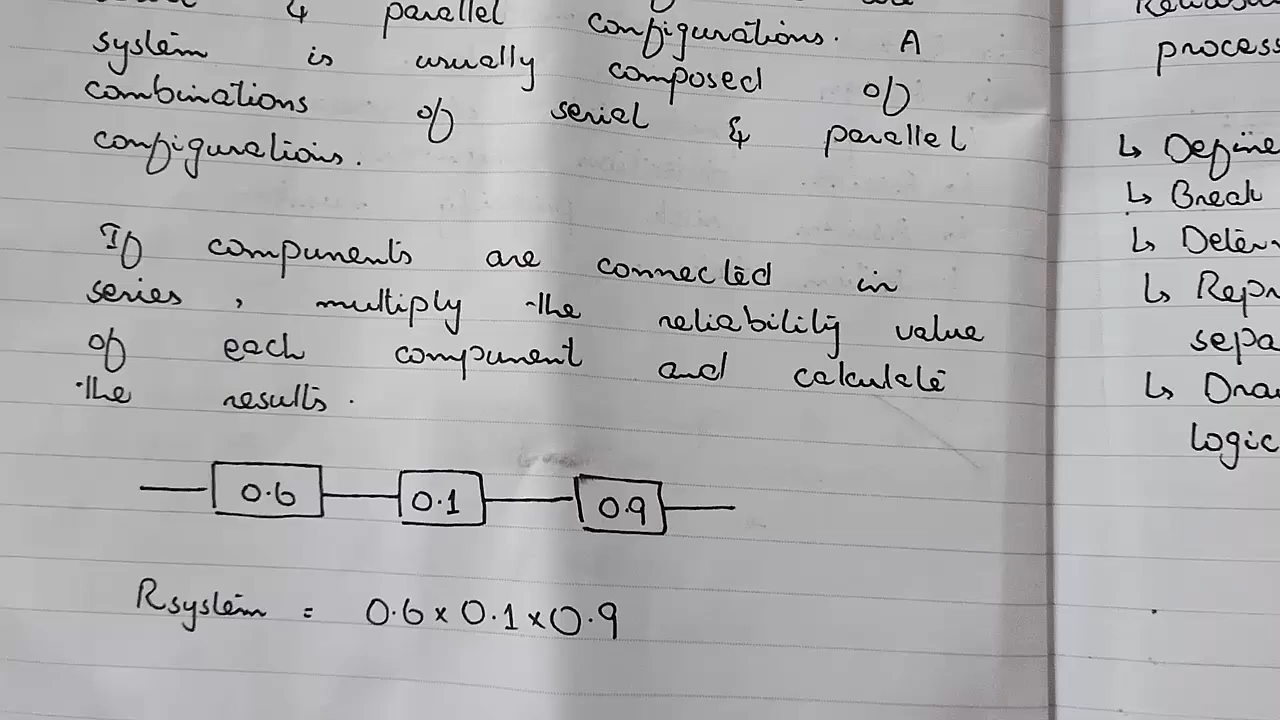 & parallel configurations. A
system is usually composed of
combinations of serial & parallel
configurations.
If components are connected in
series, multiply the reliability value
of each component and calculate
the results.
0.6 0.1 0.9
Rsystem = 0.6 x 0.1 x 0.9
process
↳ Define
↳ Break
↳ Deter
↳ Repr
sepa
↳ Draw
logic